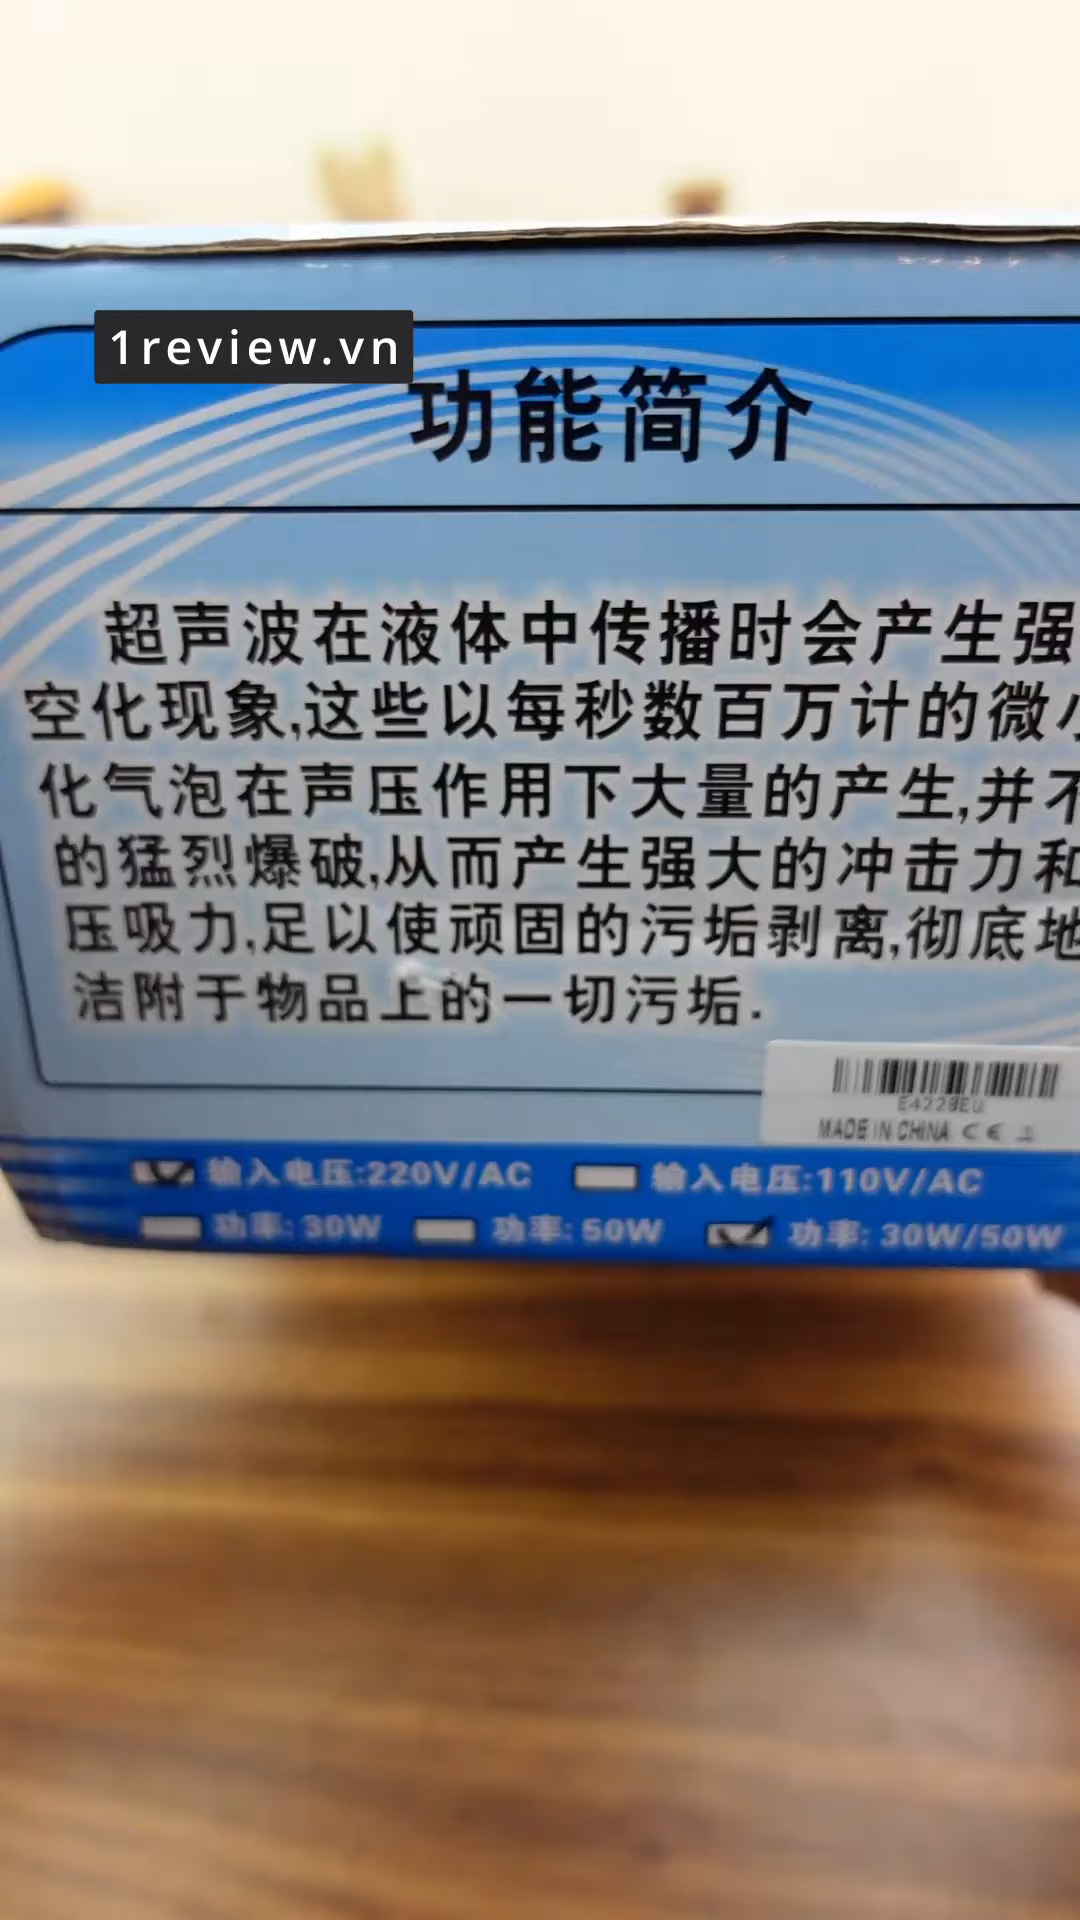 1review.vn
功能简介
超声波在液体中传播时会产生强
空化现象,这些以每秒数百万计的微小
化气泡在声压作用下大量的产生,并不
的猛烈爆破,从而产生强大的冲击力和
压吸力,足以使顽固的污垢剥离,彻底地
洁附于物品上的一切污垢.
E4228EU
MADE IN CHINA CE
输入电压:220V/AC 输入电压:110V/AC
功率: 30W 功率: 50W 功率: 30W/50W